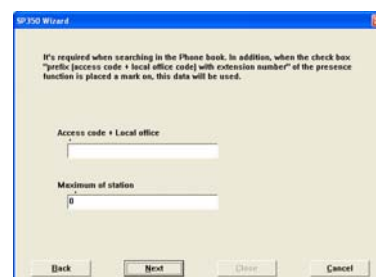 SP350 Wizard
It's required when searching in the Phone book. In addition, when the check box
"prefix (access code + local office code) with extension number" of the presence
function is placed a mark on, this data will be used.
Access code + Local office
Maximum of station
0
Back Next Close Cancel